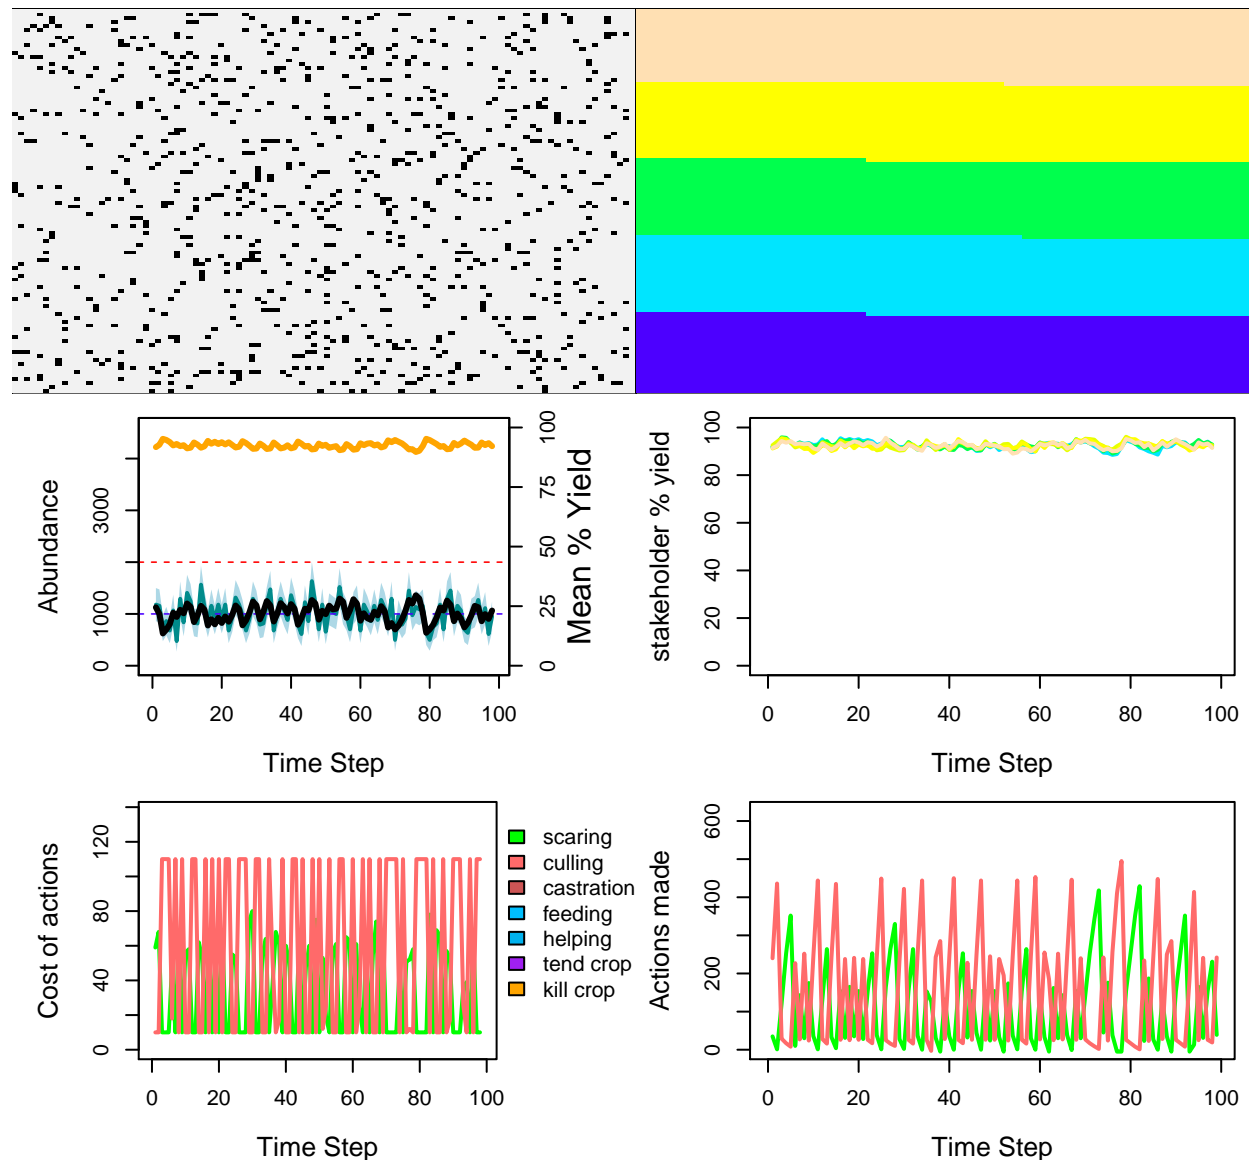 Abundance
0
1000
3000
0
25
50
75
100
Mean % Yield
0
20
40
60
80
100
Time Step
stakeholder % yield
0
20
40
60
80
100
0
20
40
60
80
100
Time Step
Cost of actions
0
40
80
120
0
20
40
60
80
100
Time Step
scaring
culling
castration
feeding
helping
tend crop
kill crop
Actions made
0
200
400
600
0
20
40
60
80
100
Time Step